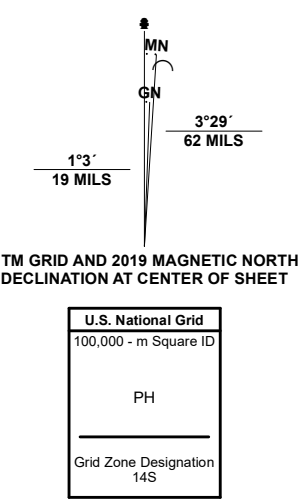 MN
GN
3°29´
62 MILS
1°3´
19 MILS
TM GRID AND 2019 MAGNETIC NORTH
DECLINATION AT CENTER OF SHEET
U.S. National Grid
100,000 - m Square ID
PH
Grid Zone Designation
14S